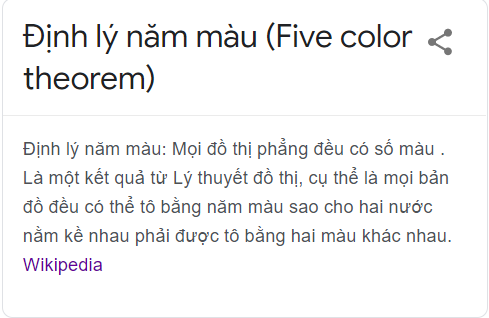 Định lý năm màu (Five color
theorem)
Định lý năm màu: Mọi đồ thị phẳng đều có số màu .
Là một kết quả từ Lý thuyết đồ thị, cụ thể là mọi bản
đồ đều có thể tô bằng năm màu sao cho hai nước
nằm kề nhau phải được tô bằng hai màu khác nhau.
Wikipedia